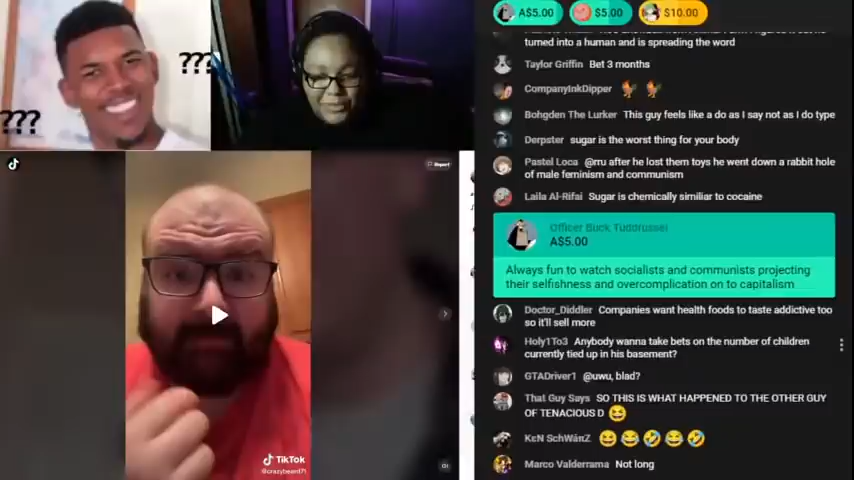 ???
???
Report
TikTok
@crazybeard71
A$5.00
$5.00
$10.00
turned into a human and is spreading the word
Taylor Griffin Bet 3 months
CompanyInkDipper
Bohgden The Lurker This guy feels like a do as I say not as I do type
Derpster sugar is the worst thing for your body
Pastel Loca @rru after he lost them toys he went down a rabbit hole
of male feminism and communism
Laila Al-Rifai Sugar is chemically similiar to cocaine
Officer Buck Tuddrussel
A$5.00
Always fun to watch socialists and communists projecting
their selfishness and overcomplication on to capitalism
Doctor_Diddler Companies want health foods to taste addictive too
so it'll sell more
Holy1To3 Anybody wanna take bets on the number of children
currently tied up in his basement?
GTADriver1 @uwu, blad?
That Guy Says SO THIS IS WHAT HAPPENED TO THE OTHER GUY
OF TENACIOUS D
KεN SchWánZ
Marco Valderrama Not long